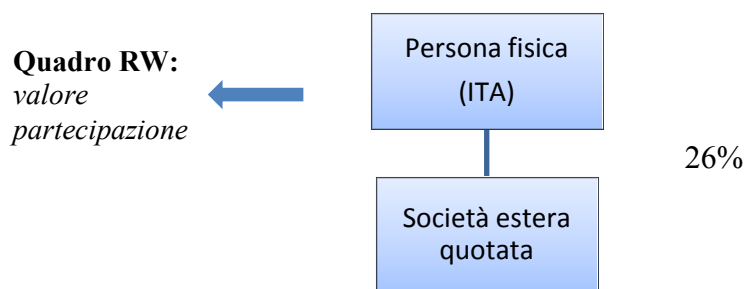 Quadro RW:
valore
partecipazione
Persona fisica
(ITA)
26%
Società estera
quotata